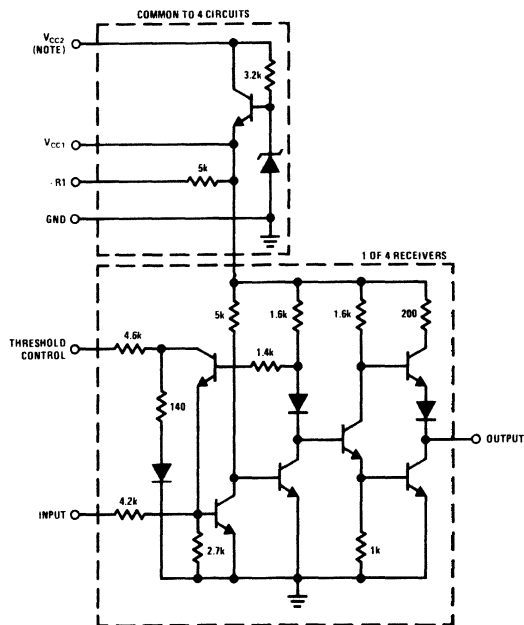 COMMON TO 4 CIRCUITS
VCC2
(NOTE)
3.2k
VCC1
R1
5k
GND
1 OF 4 RECEIVERS
5k
1.6k
1.6k
200
THRESHOLD
CONTROL
4.6k
1.4k
140
OUTPUT
INPUT
4.2k
2.7k
1k